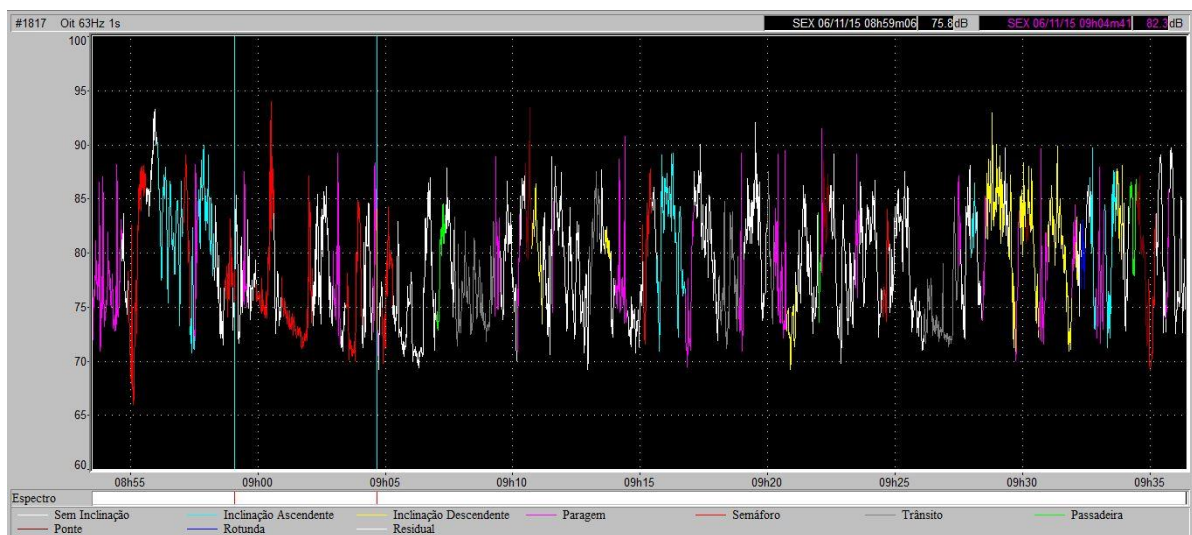 #1817 Oit 63Hz 1s SEX 06/11/15 08h59m06 75.8 dB SEX 06/11/15 09h04m41 82.3 dB
100
95
90
85
80
75
70
65
60
08h55 09h00 09h05 09h10 09h15 09h20 09h25 09h30 09h35
Espectro
Sem Inclinação Inclinação Ascendente Inclinação Descendente Paragem Semáforo Trânsito Passadeira
Ponte Rotunda Residual